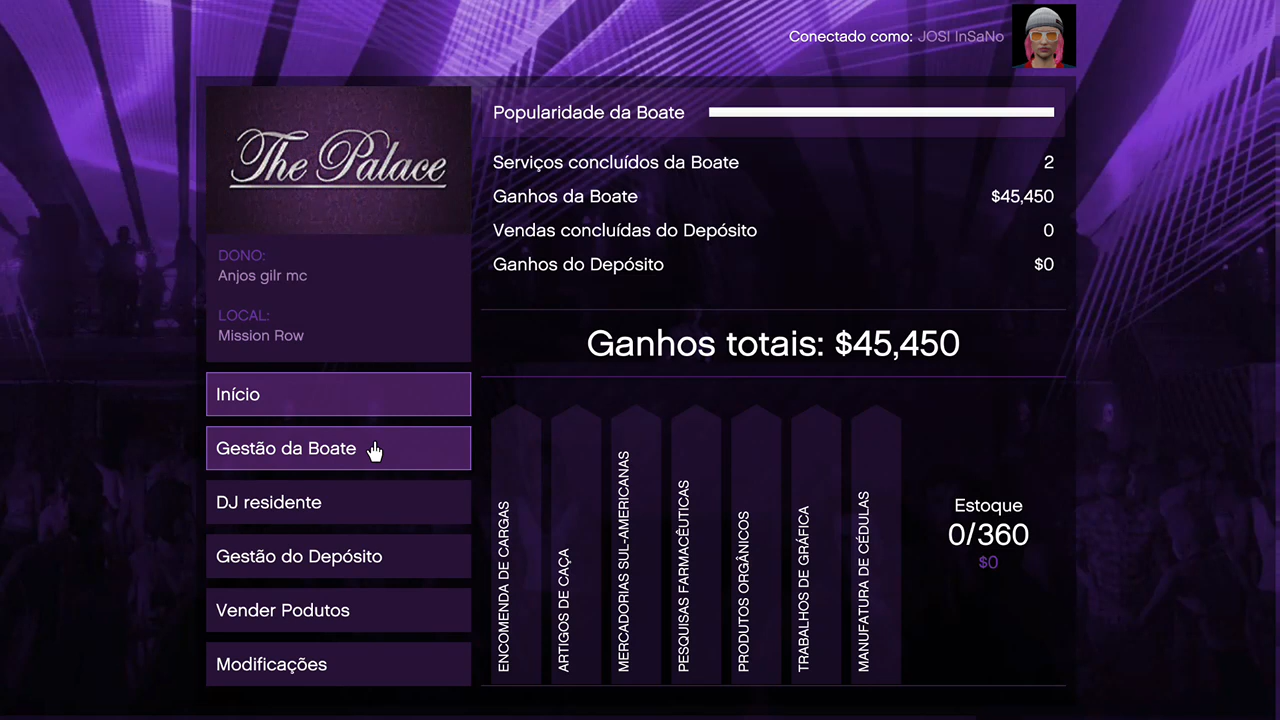 Conectado como: JOSI InSaNo
The Palace
DONO:
Anjos gilr mc
LOCAL:
Mission Row
Início
Gestão da Boate
DJ residente
Gestão do Depósito
Vender Podutos
Modificações
Popularidade da Boate
Serviços concluídos da Boate 2
Ganhos da Boate $45,450
Vendas concluídas do Depósito 0
Ganhos do Depósito $0
Ganhos totais: $45,450
ENCOMENDA DE CARGAS
ARTIGOS DE CAÇA
MERCADORIAS SUL-AMERICANAS
PESQUISAS FARMACÊUTICAS
PRODUTOS ORGÂNICOS
TRABALHOS DE GRÁFICA
MANUFATURA DE CÉDULAS
Estoque
0/360
$0